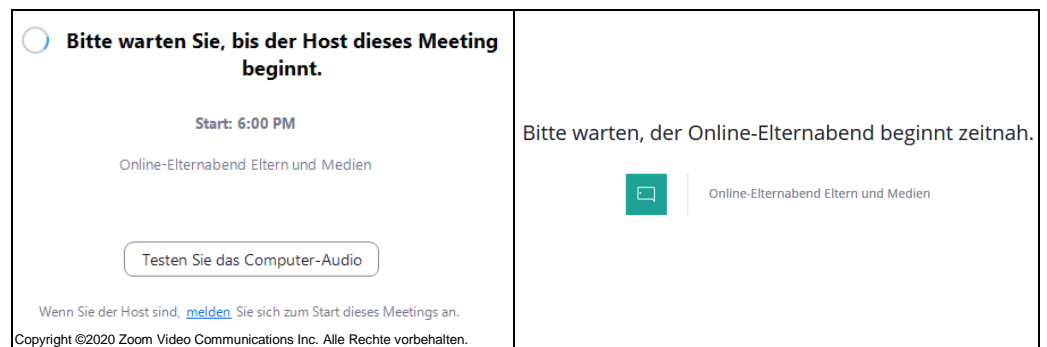 Bitte warten Sie, bis der Host dieses Meeting
beginnt.
Start: 6:00 PM
Online-Elternabend Eltern und Medien
Testen Sie das Computer-Audio
Wenn Sie der Host sind, melden Sie sich zum Start dieses Meetings an.
Copyright ©2020 Zoom Video Communications Inc. Alle Rechte vorbehalten.
Bitte warten, der Online-Elternabend beginnt zeitnah.
Online-Elternabend Eltern und Medien